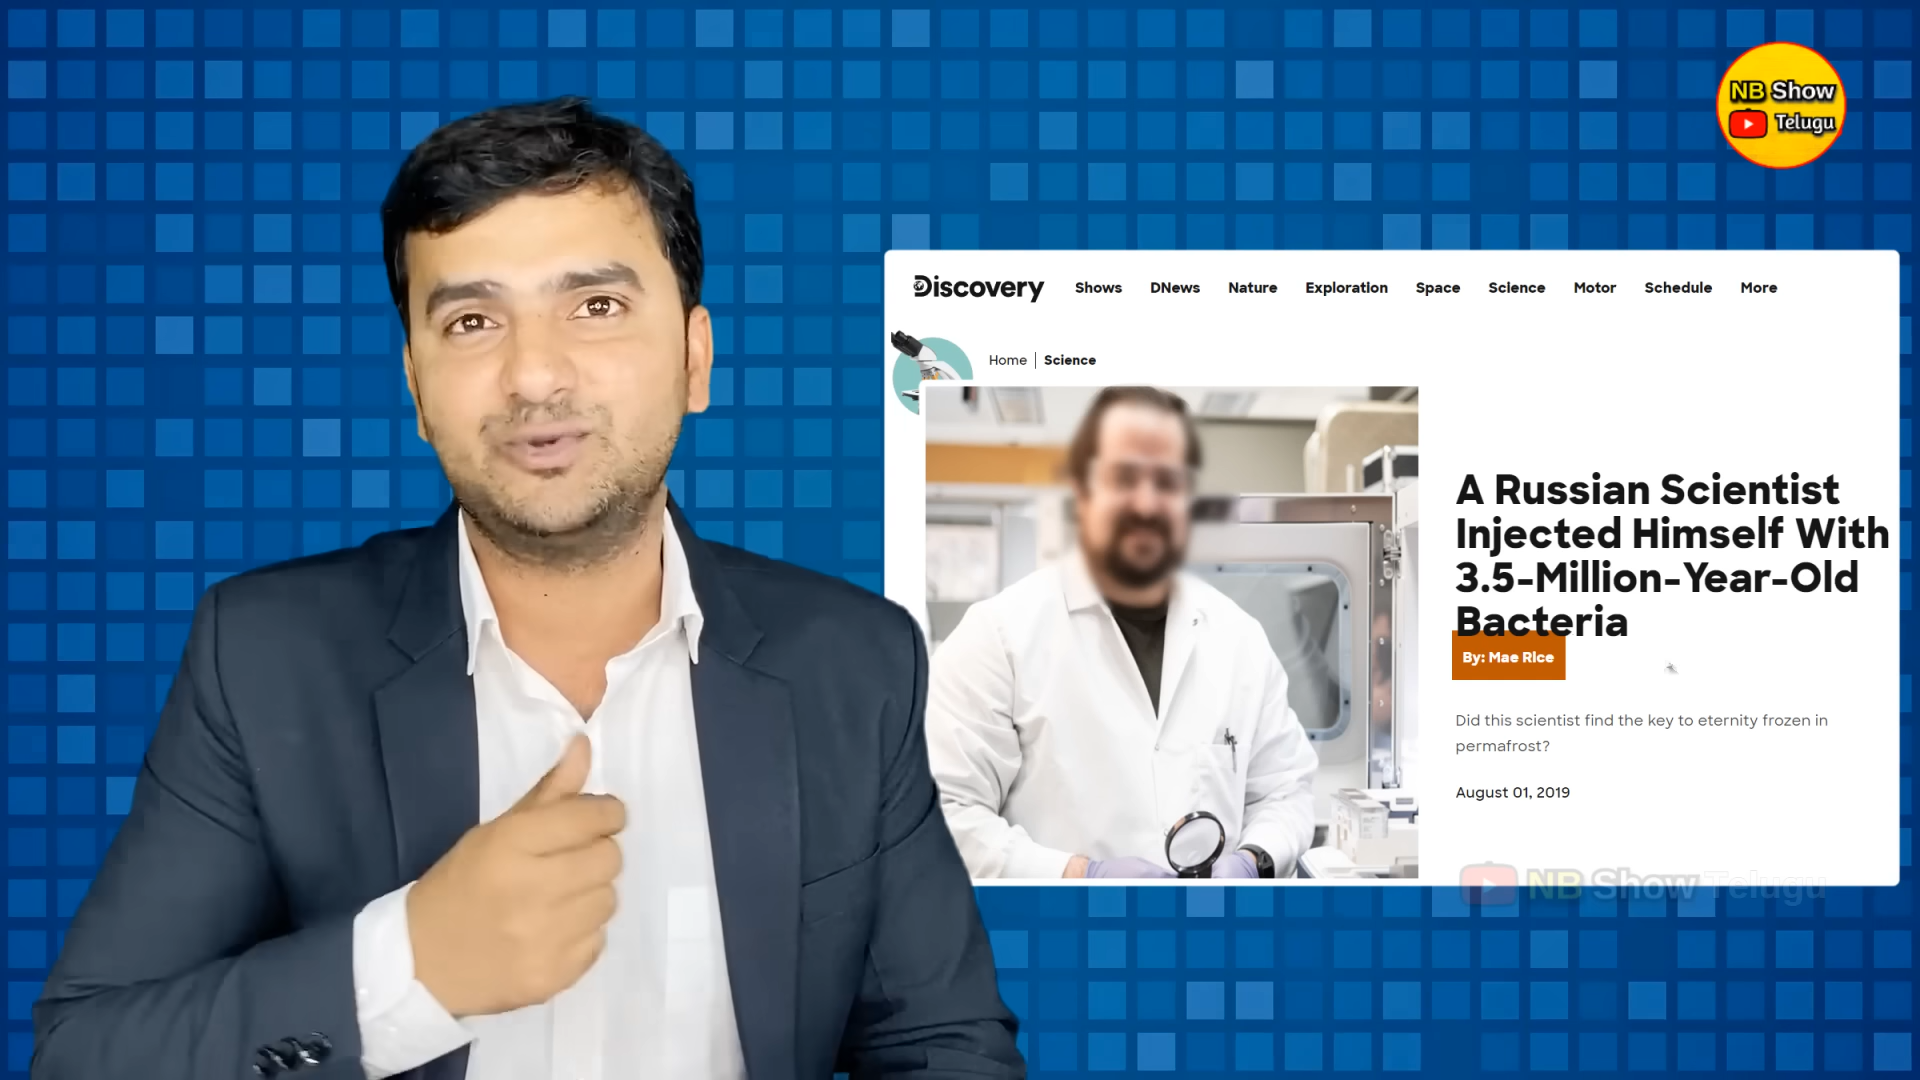 NB Show
Telugu
Discovery
Shows DNews Nature Exploration Space Science Motor Schedule More
Home | Science
A Russian Scientist
Injected Himself With
3.5-Million-Year-Old
Bacteria
By: Mae Rice
Did this scientist find the key to eternity frozen in
permafrost?
August 01, 2019
NB Show Telugu